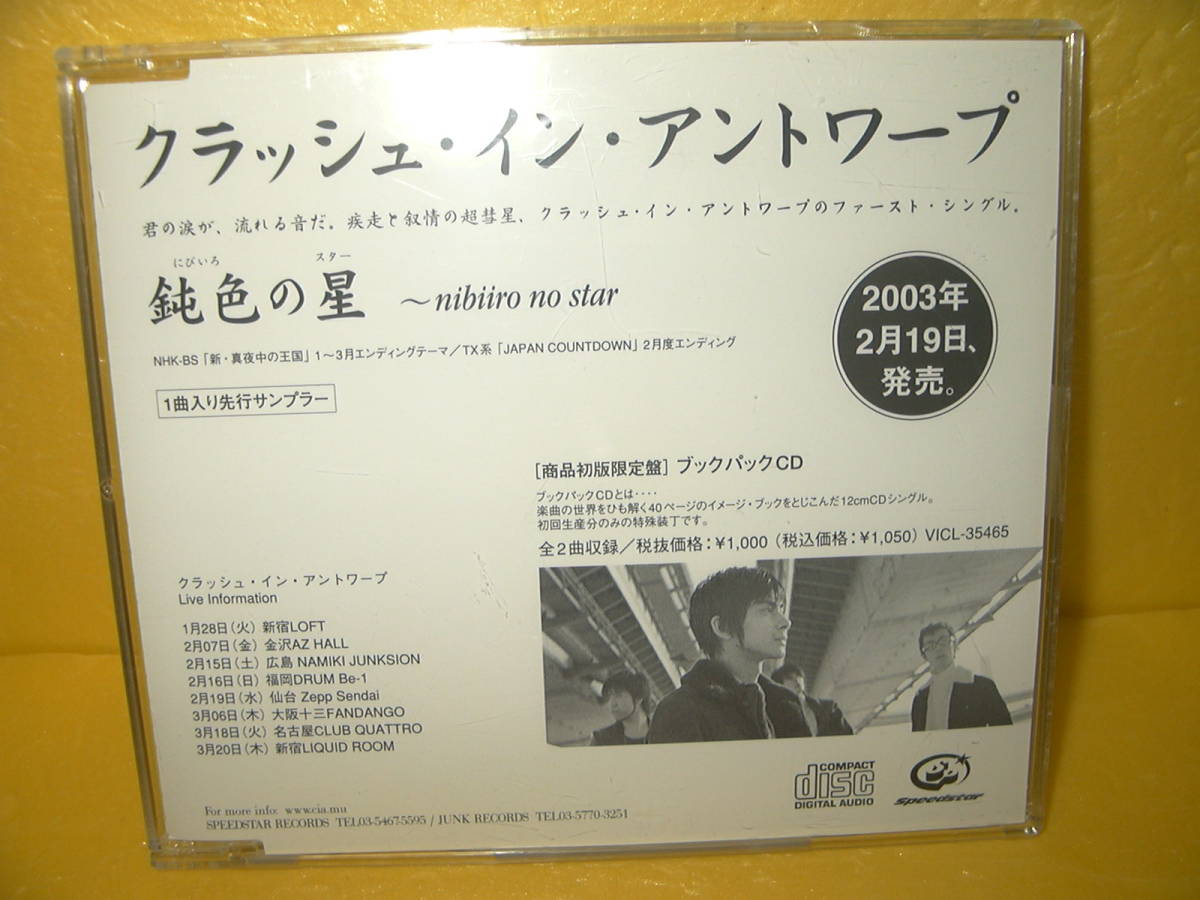 クラッシュ・イン・アントワープ
君の涙が、流れる音だ。疾走と叙情の超彗星、クラッシュ・イン・アントワープのファースト・シングル。
にびいろ スター
鈍色の星 ～nibiiro no star
NHK-BS「新・真夜中の王国」1～3月エンディングテーマ／TX系「JAPAN COUNTDOWN」2月度エンディング
2003年
2月19日、
発売。
1曲入り先行サンプラー
［商品初版限定盤］ブックパックCD
ブックパックCDとは‥‥
楽曲の世界をひも解く40ページのイメージ・ブックをとじこんだ12cmCDシングル。
初回生産分のみの特殊装丁です。
全2曲収録／税抜価格：¥1,000（税込価格：¥1,050）VICL-35465
クラッシュ・イン・アントワープ
Live Information
1月28日（火）新宿LOFT
2月07日（金）金沢AZ HALL
2月15日（土）広島 NAMIKI JUNKSION
2月16日（日）福岡DRUM Be-1
2月19日（水）仙台 Zepp Sendai
3月06日（木）大阪十三FANDANGO
3月18日（火）名古屋CLUB QUATTRO
3月20日（木）新宿LIQUID ROOM
For more info: www.cia.mu
SPEEDSTAR RECORDS TEL03-5467-5595 / JUNK RECORDS TEL03-5770-3251
COMPACT
disc
DIGITAL AUDIO
speedstar